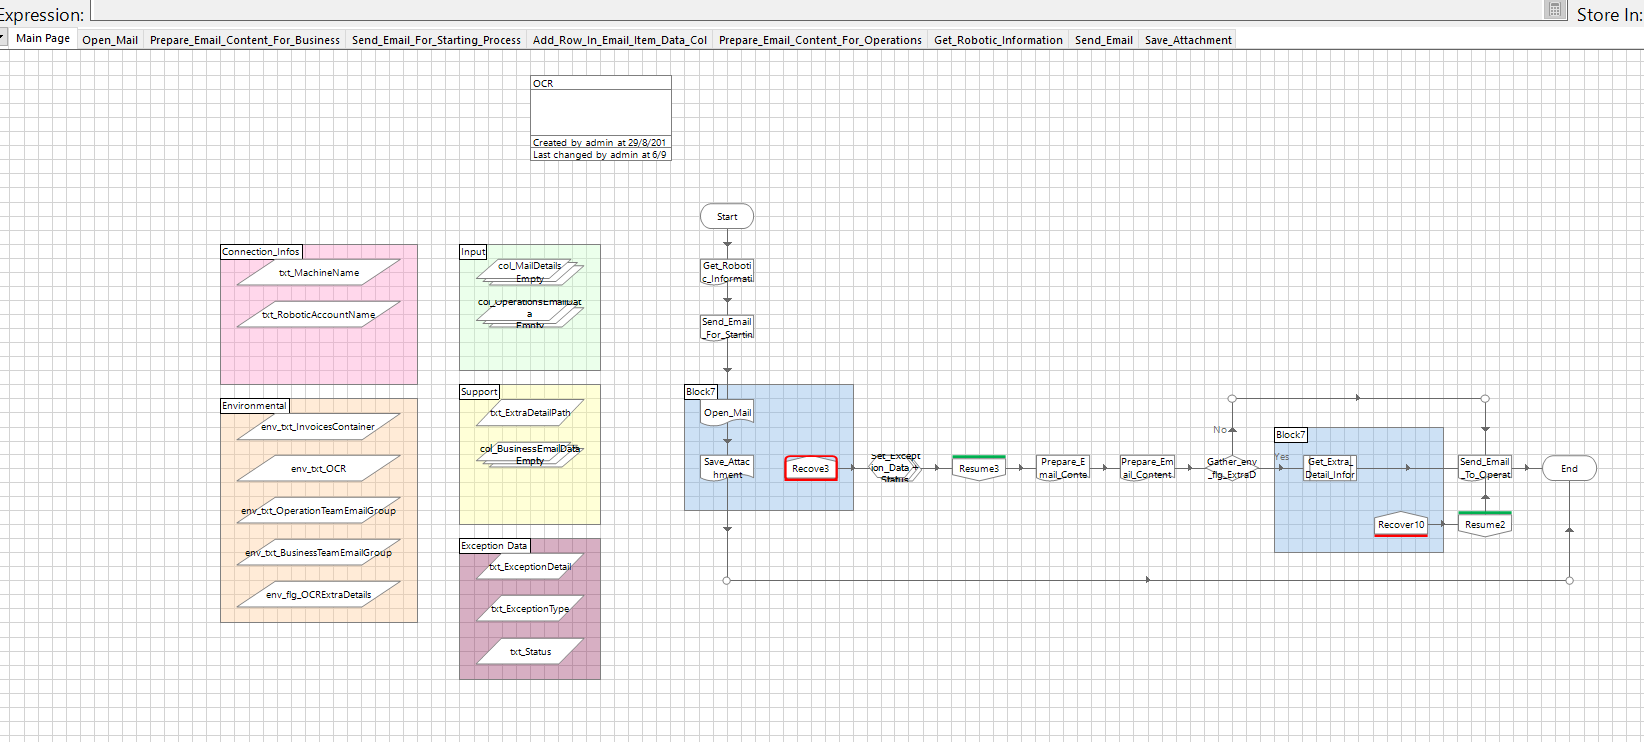 Expression:
Store In:
Main Page
Open_Mail
Prepare_Email_Content_For_Business
Send_Email_For_Starting_Process
Add_Row_In_Email_Item_Data_Col
Prepare_Email_Content_For_Operations
Get_Robotic_Information
Send_Email
Save_Attachment
OCR
Created by admin at 29/8/201
Last changed by admin at 6/9
Start
Get_Roboti
c_Informati
Send_Email
_For_Startin
Connection_Infos
txt_MachineName
txt_RoboticAccountName
Input
col_MailDetails
Empty
col_OperationsEmailDat
a
Empty
Environmental
env_txt_InvoicesContainer
env_txt_OCR
env_txt_OperationTeamEmailGroup
env_txt_BusinessTeamEmailGroup
env_flg_OCRExtraDetails
Support
txt_ExtraDetailPath
col_BusinessEmailData
Empty
Exception Data
txt_ExceptionDetail
txt_ExceptionType
txt_Status
Block7
Open_Mail
Save_Attac
hment
Recove3
Set_Except
ion_Data +
Status
Resume3
Prepare_E
mail_Conte
Prepare_Em
ail_Content
Gather_env
_flg_ExtraD
No
Yes
Block7
Get_Extra_
Detail_Infor
Recover10
Send_Email
_To_Operat
Resume2
End